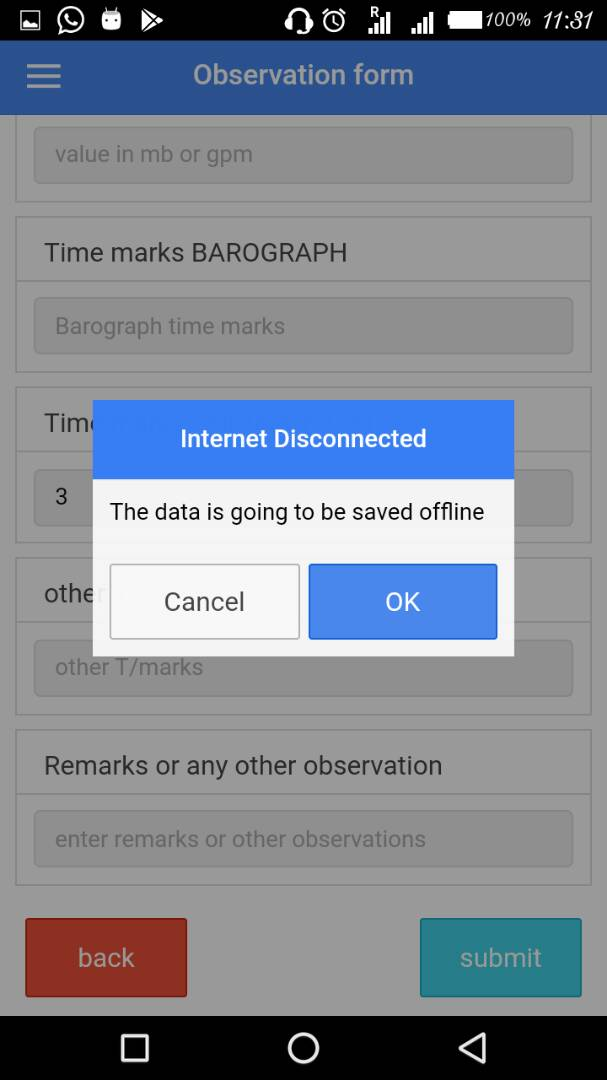 R
100% 11:31
Observation form
value in mb or gpm
Time marks BAROGRAPH
Barograph time marks
Internet Disconnected
3
The data is going to be saved offline
Cancel OK
other T/marks
Remarks or any other observation
enter remarks or other observations
back submit